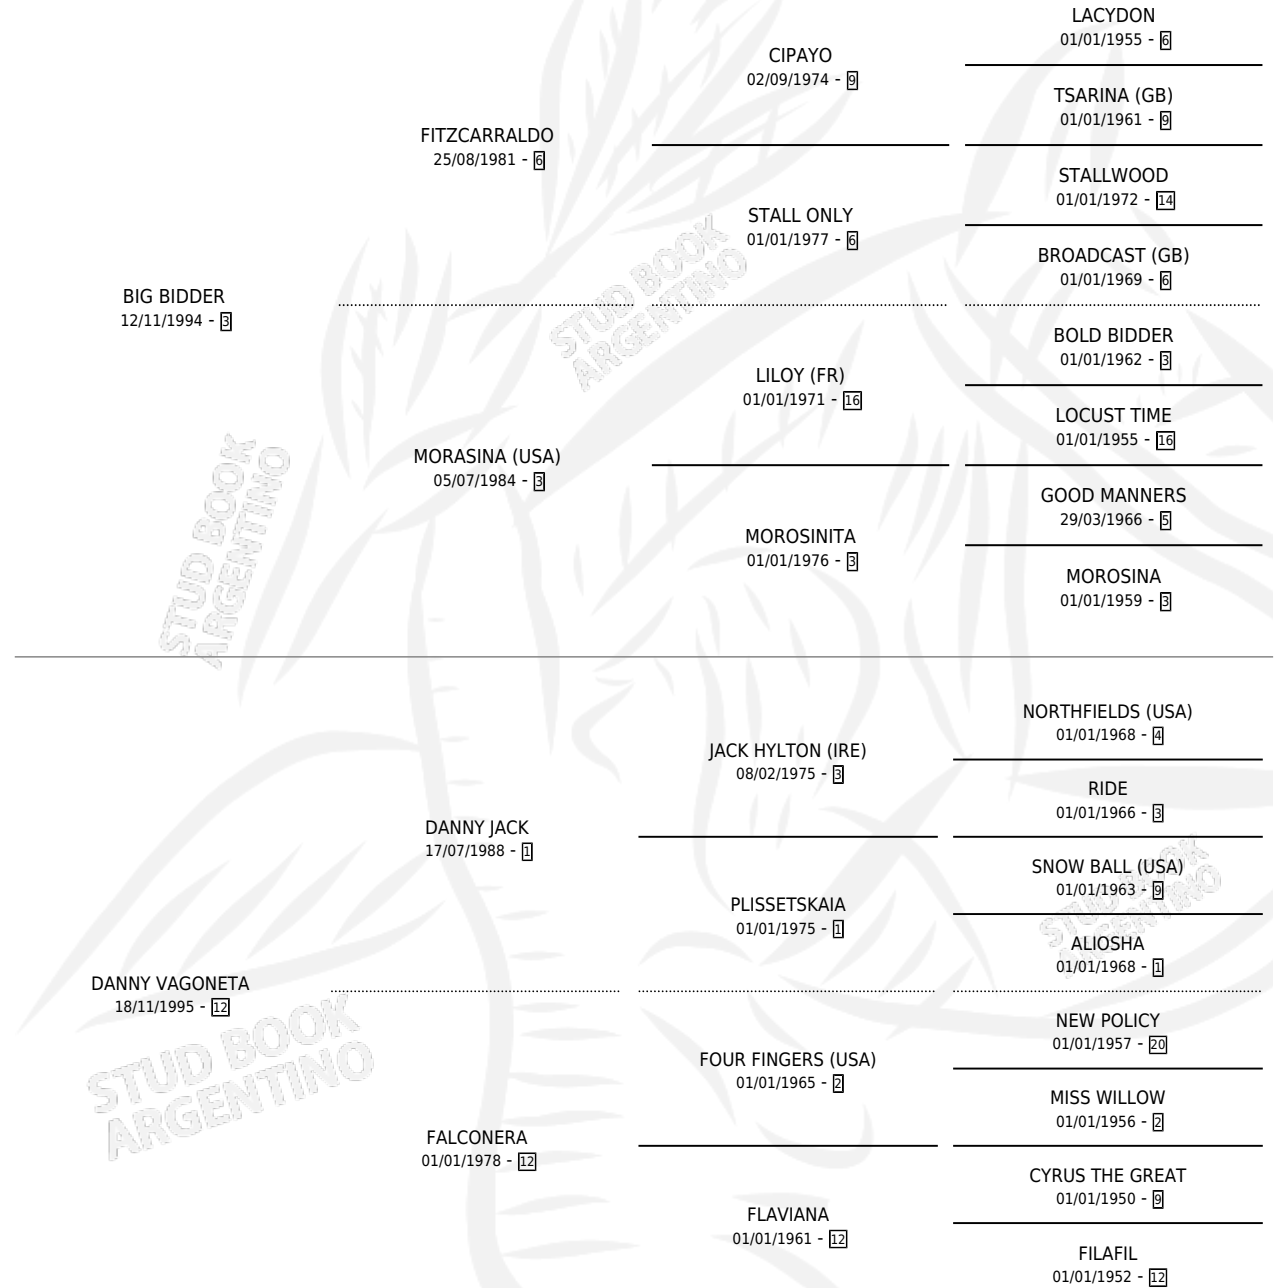 LACYDON
01/01/1955 - 6
CIPAYO
02/09/1974 - 9
TSARINA (GB)
01/01/1961 - 9
FITZCARRALDO
25/08/1981 - 6
STALLWOOD
01/01/1972 - 14
STALL ONLY
01/01/1977 - 6
BROADCAST (GB)
01/01/1969 - 6
BIG BIDDER
12/11/1994 - 3
STUD BOOK
ARGENTINO
BOLD BIDDER
01/01/1962 - 3
LILOY (FR)
01/01/1971 - 16
LOCUST TIME
01/01/1955 - 16
MORASINA (USA)
05/07/1984 - 3
GOOD MANNERS
29/03/1966 - 5
MOROSINITA
01/01/1976 - 3
MOROSINA
01/01/1959 - 3
STUD BOOK
ARGENTINO
NORTHFIELDS (USA)
01/01/1968 - 4
JACK HYLTON (IRE)
08/02/1975 - 3
RIDE
01/01/1966 - 3
DANNY JACK
17/07/1988 - 1
SNOW BALL (USA)
01/01/1963 - 9
PLISSETSKAIA
01/01/1975 - 1
STUD BOOK
ARGENTINO
ALIOSHA
01/01/1968 - 1
DANNY VAGONETA
18/11/1995 - 12
NEW POLICY
01/01/1957 - 20
FOUR FINGERS (USA)
01/01/1965 - 2
STUD BOOK
ARGENTINO
MISS WILLOW
01/01/1956 - 2
FALCONERA
01/01/1978 - 12
CYRUS THE GREAT
01/01/1950 - 9
FLAVIANA
01/01/1961 - 12
FILAFIL
01/01/1952 - 12